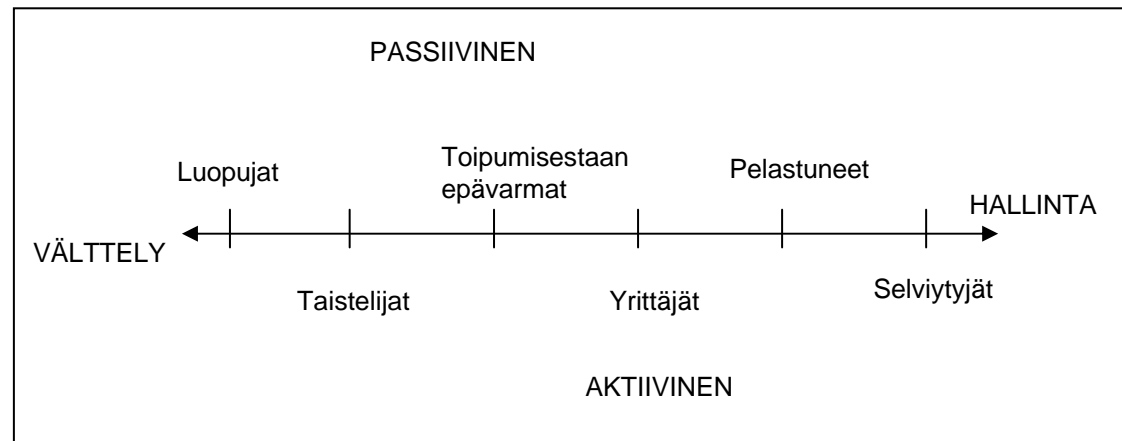 PASSIIVINEN
Luopujat
Toipumisestaan
epävarmat
Pelastuneet
HALLINTA
VÄLTTELY
Taistelijat
Yrittäjät
Selviytyjät
AKTIIVINEN